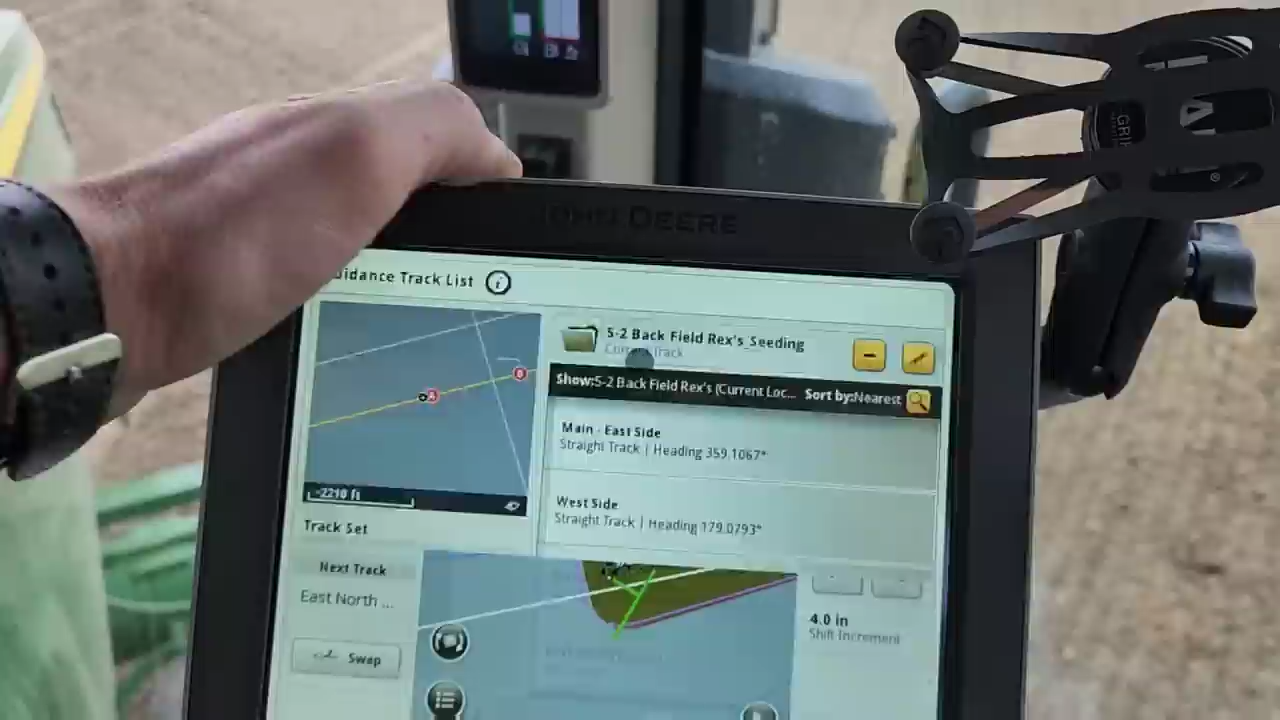 JOHN DEERE
uidance Track List
5-2 Back Field Rex's Seeding
Current Track
Show:5-2 Back Field Rex's (Current Loc... Sort by:Nearest
A
B
Main - East Side
Straight Track | Heading 359.1067°
West Side
Straight Track | Heading 179.0793°
2210 ft
Track Set
Next Track
East North ...
Swap
4.0 in
Shift Increment